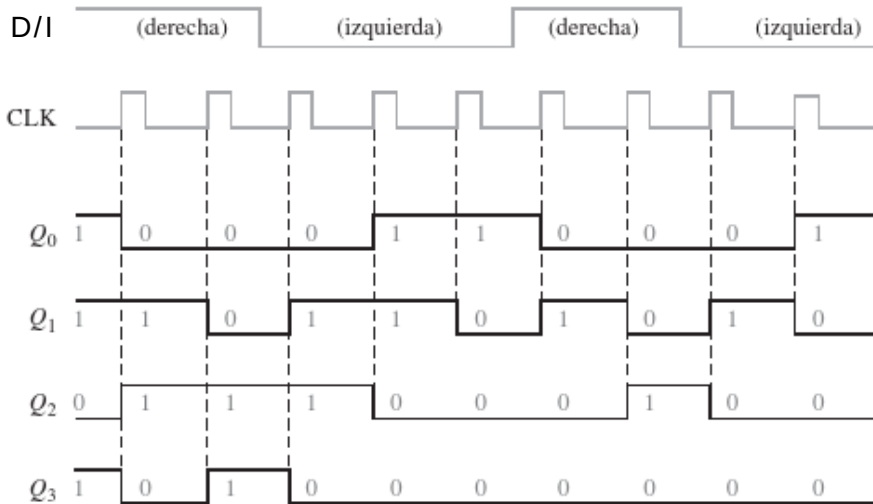 D/I (derecha) (izquierda) (derecha) (izquierda)
CLK
Q0 1 0 0 0 1 1 0 0 0 1
Q1 1 1 0 1 1 0 1 0 1 0
Q2 0 1 1 1 0 0 0 1 0 0
Q3 1 0 1 0 0 0 0 0 0 0